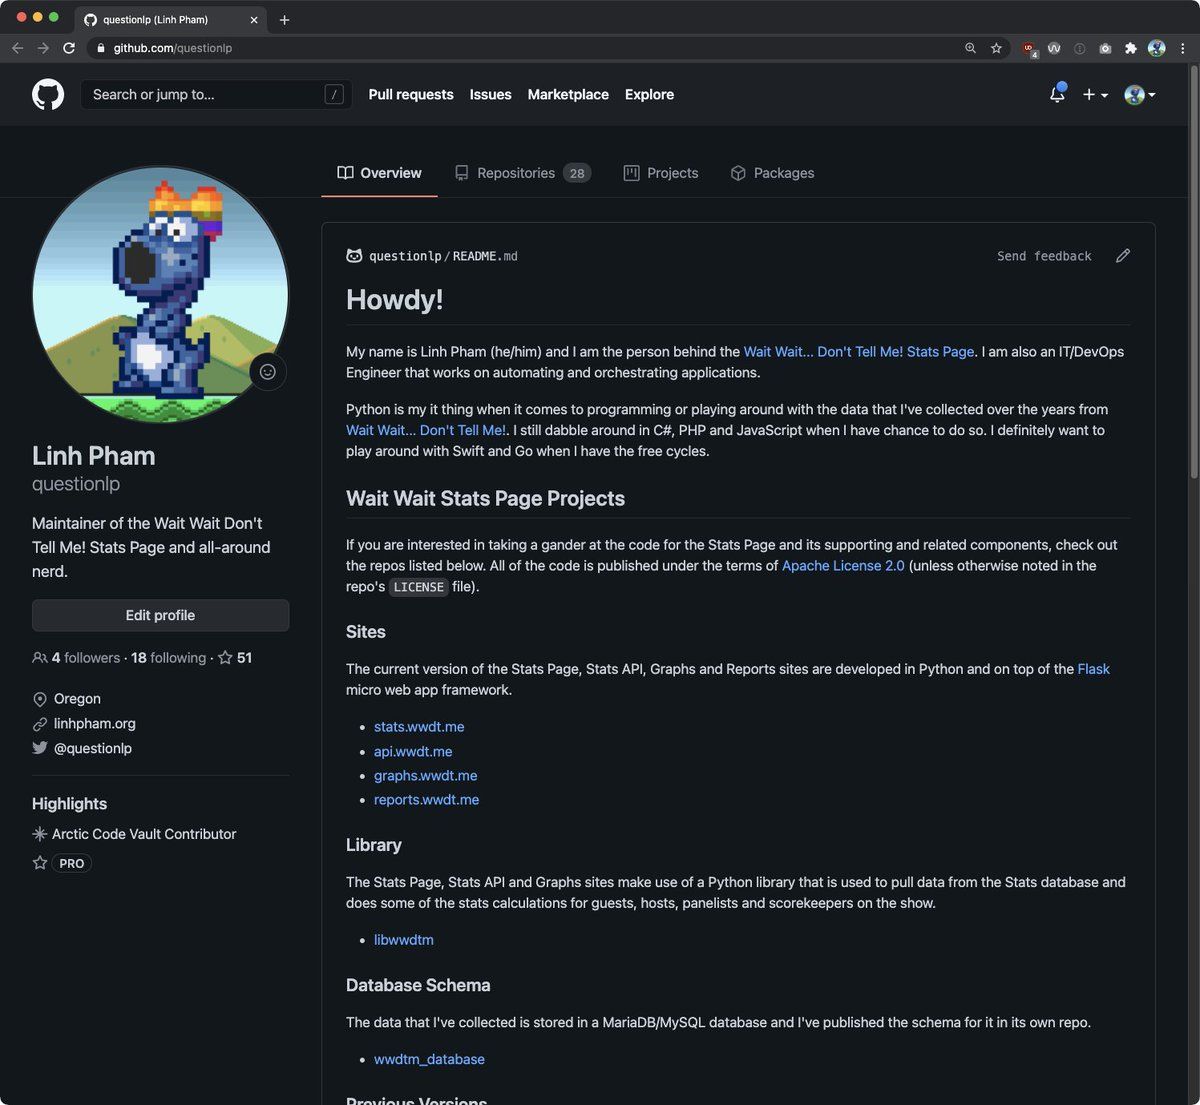 questionlp (Linh Pham)
github.com/questionlp
4
Search or jump to...
/
Pull requests
Issues
Marketplace
Explore
Overview
Repositories 28
Projects
Packages
questionlp/README.md
Send feedback
Howdy!
My name is Linh Pham (he/him) and I am the person behind the Wait Wait... Don't Tell Me! Stats Page. I am also an IT/DevOps
Engineer that works on automating and orchestrating applications.
Python is my it thing when it comes to programming or playing around with the data that I've collected over the years from
Wait Wait... Don't Tell Me!. I still dabble around in C#, PHP and JavaScript when I have chance to do so. I definitely want to
play around with Swift and Go when I have the free cycles.
Wait Wait Stats Page Projects
If you are interested in taking a gander at the code for the Stats Page and its supporting and related components, check out
the repos listed below. All of the code is published under the terms of Apache License 2.0 (unless otherwise noted in the
repo's LICENSE file).
Sites
The current version of the Stats Page, Stats API, Graphs and Reports sites are developed in Python and on top of the Flask
micro web app framework.
• stats.wwdt.me
• api.wwdt.me
• graphs.wwdt.me
• reports.wwdt.me
Library
The Stats Page, Stats API and Graphs sites make use of a Python library that is used to pull data from the Stats database and
does some of the stats calculations for guests, hosts, panelists and scorekeepers on the show.
• libwwdtm
Database Schema
The data that I've collected is stored in a MariaDB/MySQL database and I've published the schema for it in its own repo.
• wwdtm_database
Previous Versions
Linh Pham
questionlp
Maintainer of the Wait Wait Don't
Tell Me! Stats Page and all-around
nerd.
Edit profile
4 followers · 18 following · 51
Oregon
linhpham.org
@questionlp
Highlights
Arctic Code Vault Contributor
PRO